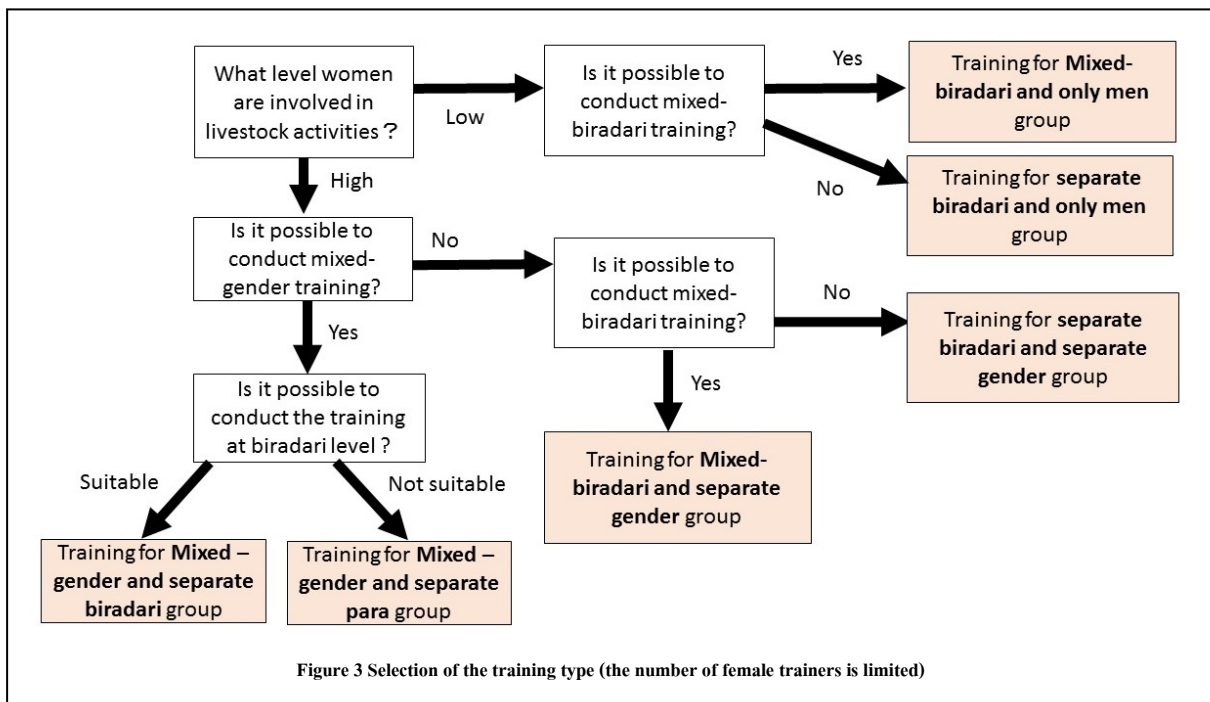 What level women
are involved in
livestock activities ?
Low
Is it possible to
conduct mixed-
biradari training?
Yes
Training for Mixed-
biradari and only men
group
No
Training for separate
biradari and only men
group
High
Is it possible to
conduct mixed-
gender training?
No
Is it possible to
conduct mixed-
biradari training?
No
Training for separate
biradari and separate
gender group
Yes
Training for Mixed-
biradari and separate
gender group
Yes
Is it possible to
conduct the training
at biradari level ?
Suitable
Training for Mixed –
gender and separate
biradari group
Not suitable
Training for Mixed –
gender and separate
para group
Figure 3 Selection of the training type (the number of female trainers is limited)